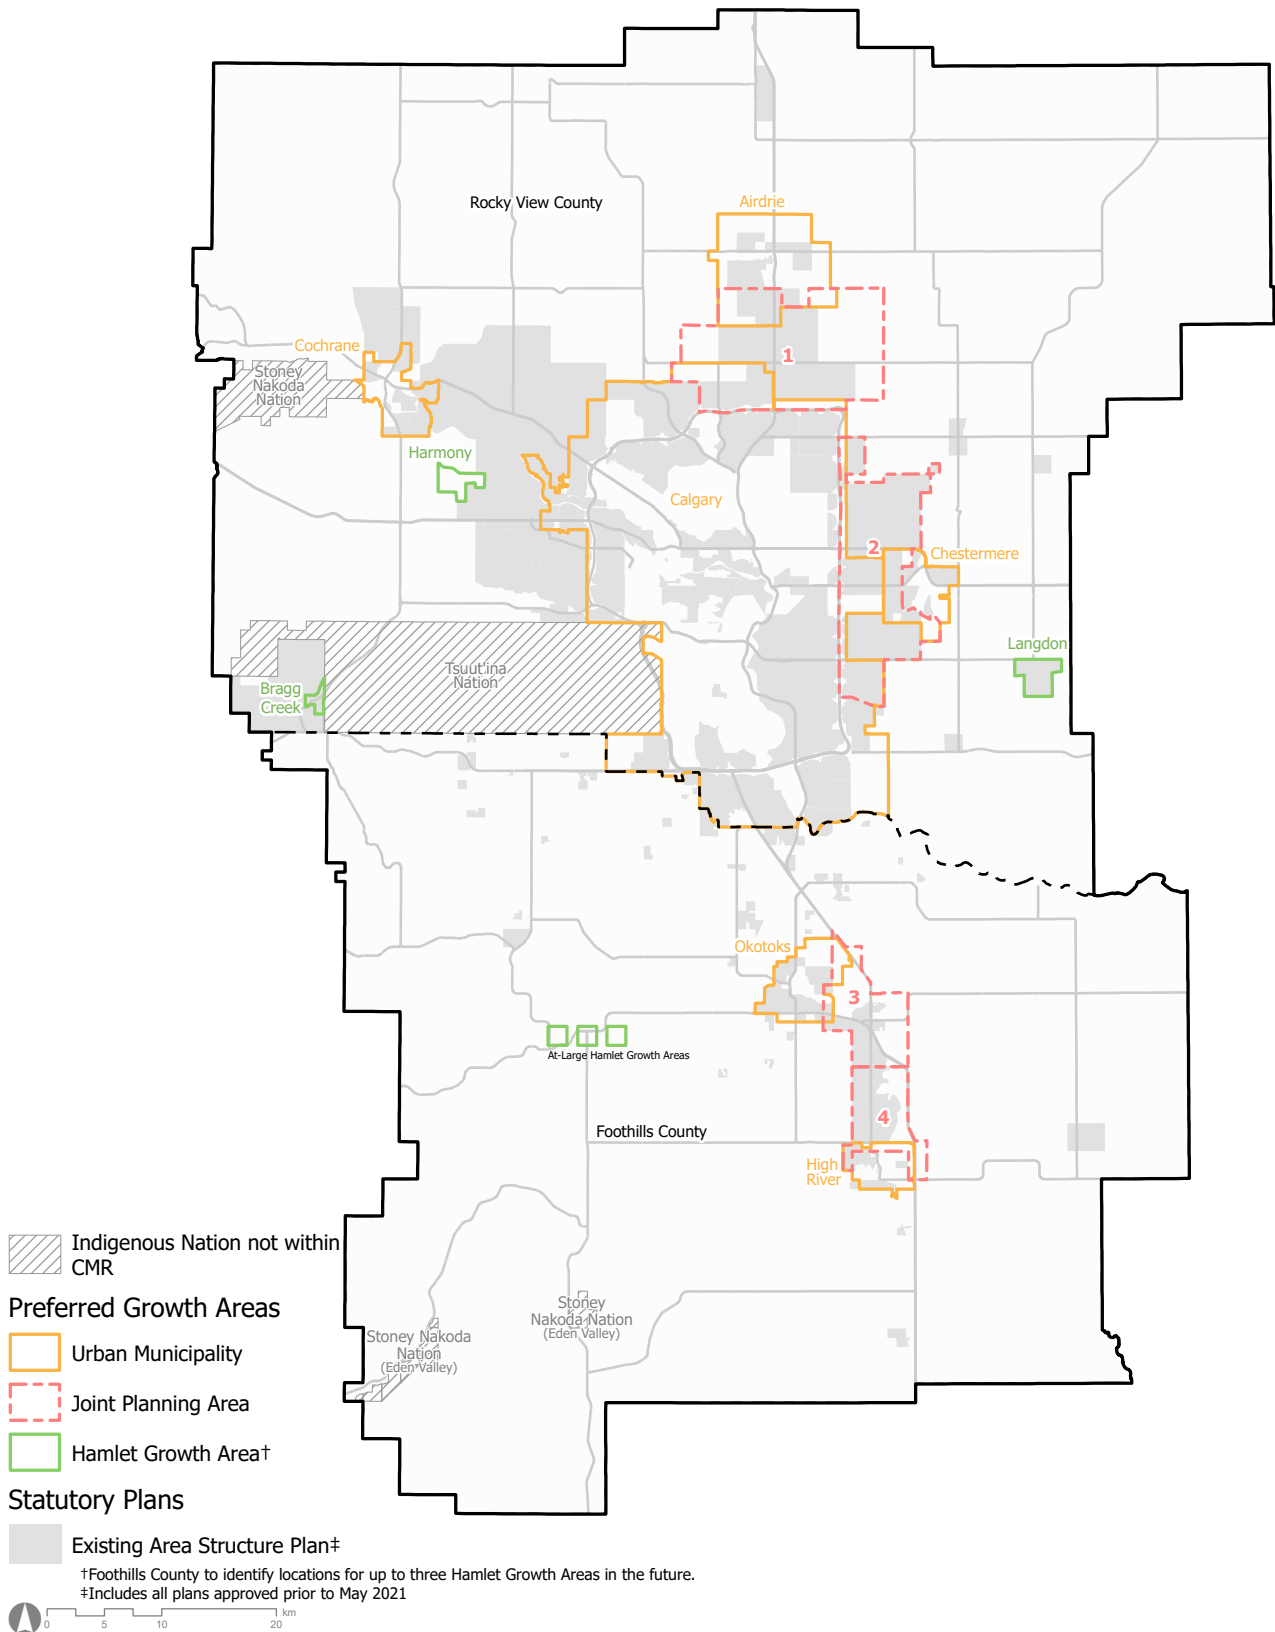 Rocky View County
Airdrie
Cochrane
1
Stoney
Nakoda
Nation
Harmony
Calgary
2
Chestermere
Langdon
Tsuut'ina
Nation
Bragg
Creek
Okotoks
3
At-Large Hamlet Growth Areas
4
Foothills County
High
River
Stoney
Nakoda Nation
(Eden Valley)
Stoney Nakoda
Nation
(Eden Valley)
Indigenous Nation not within
CMR
Preferred Growth Areas
Urban Municipality
Joint Planning Area
Hamlet Growth Area†
Statutory Plans
Existing Area Structure Plan‡
†Foothills County to identify locations for up to three Hamlet Growth Areas in the future.
‡Includes all plans approved prior to May 2021
km
0 5 10 20